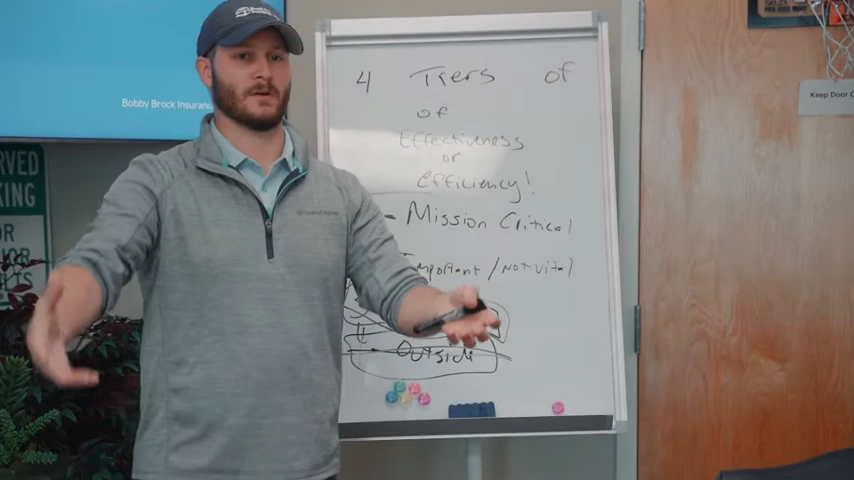 4 Tiers of
of
Effectiveness
or
Efficiency!
- Mission Critical
Important/Not vital
Outside
Bobby Brock Insurance
Keep Door C